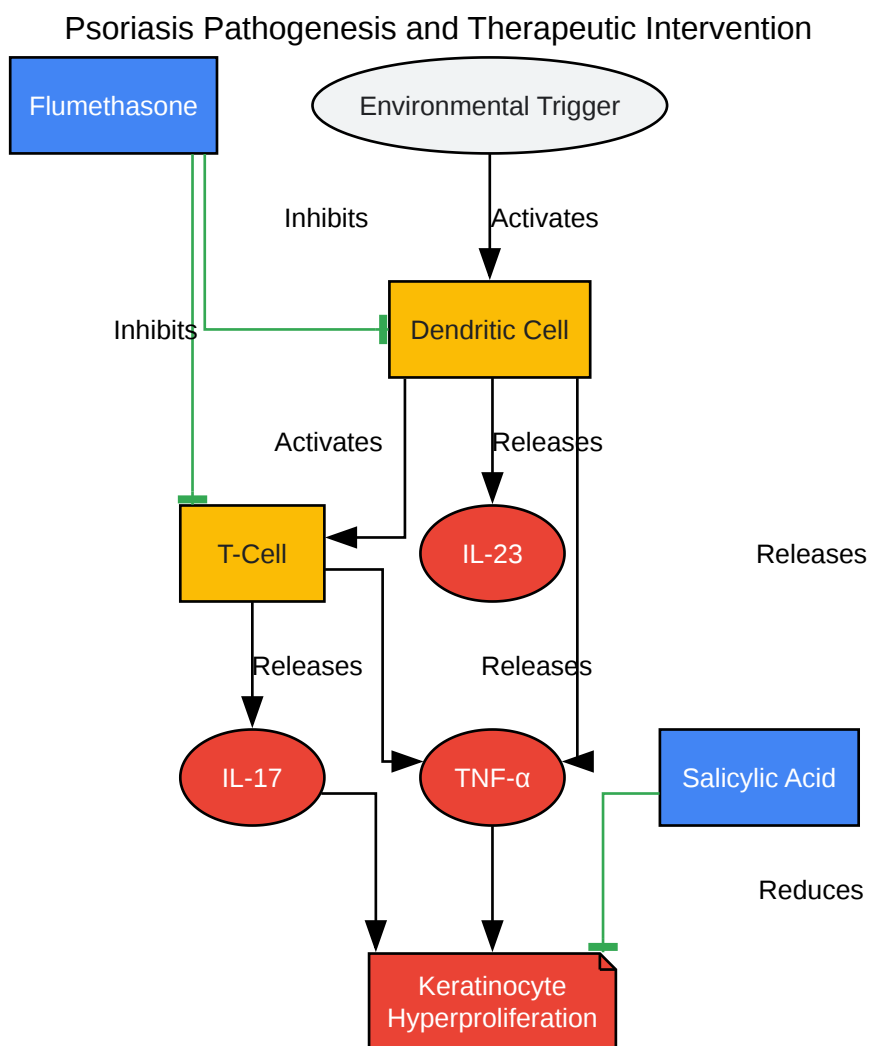 Psoriasis Pathogenesis and Therapeutic Intervention
Flumethasone
Environmental Trigger
Inhibits
Activates
Inhibits
Dendritic Cell
Activates
Releases
T-Cell
IL-23
Releases
Releases
Releases
IL-17
TNF-α
Salicylic Acid
Reduces
Keratinocyte
Hyperproliferation